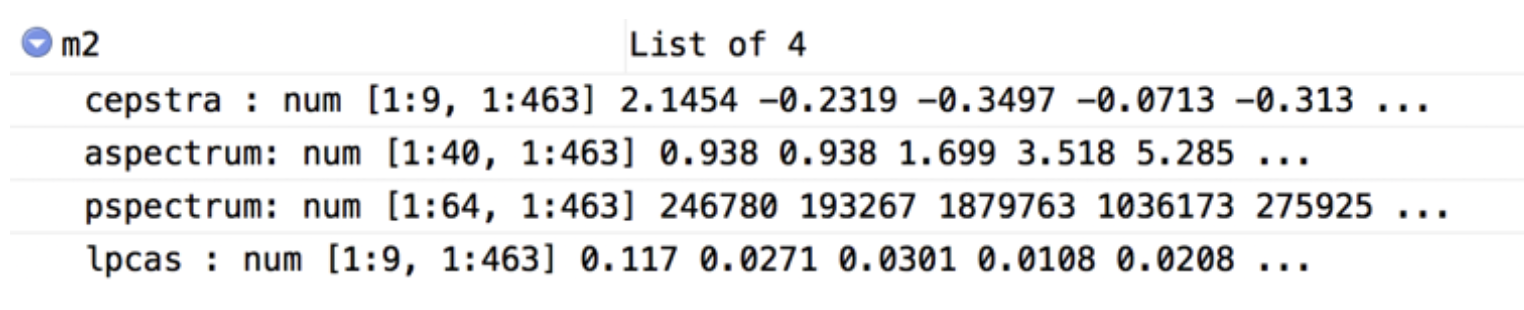 m2 List of 4
cepstra : num [1:9, 1:463] 2.1454 -0.2319 -0.3497 -0.0713 -0.313 ...
aspectrum: num [1:40, 1:463] 0.938 0.938 1.699 3.518 5.285 ...
pspectrum: num [1:64, 1:463] 246780 193267 1879763 1036173 275925 ...
lpcas : num [1:9, 1:463] 0.117 0.0271 0.0301 0.0108 0.0208 ...